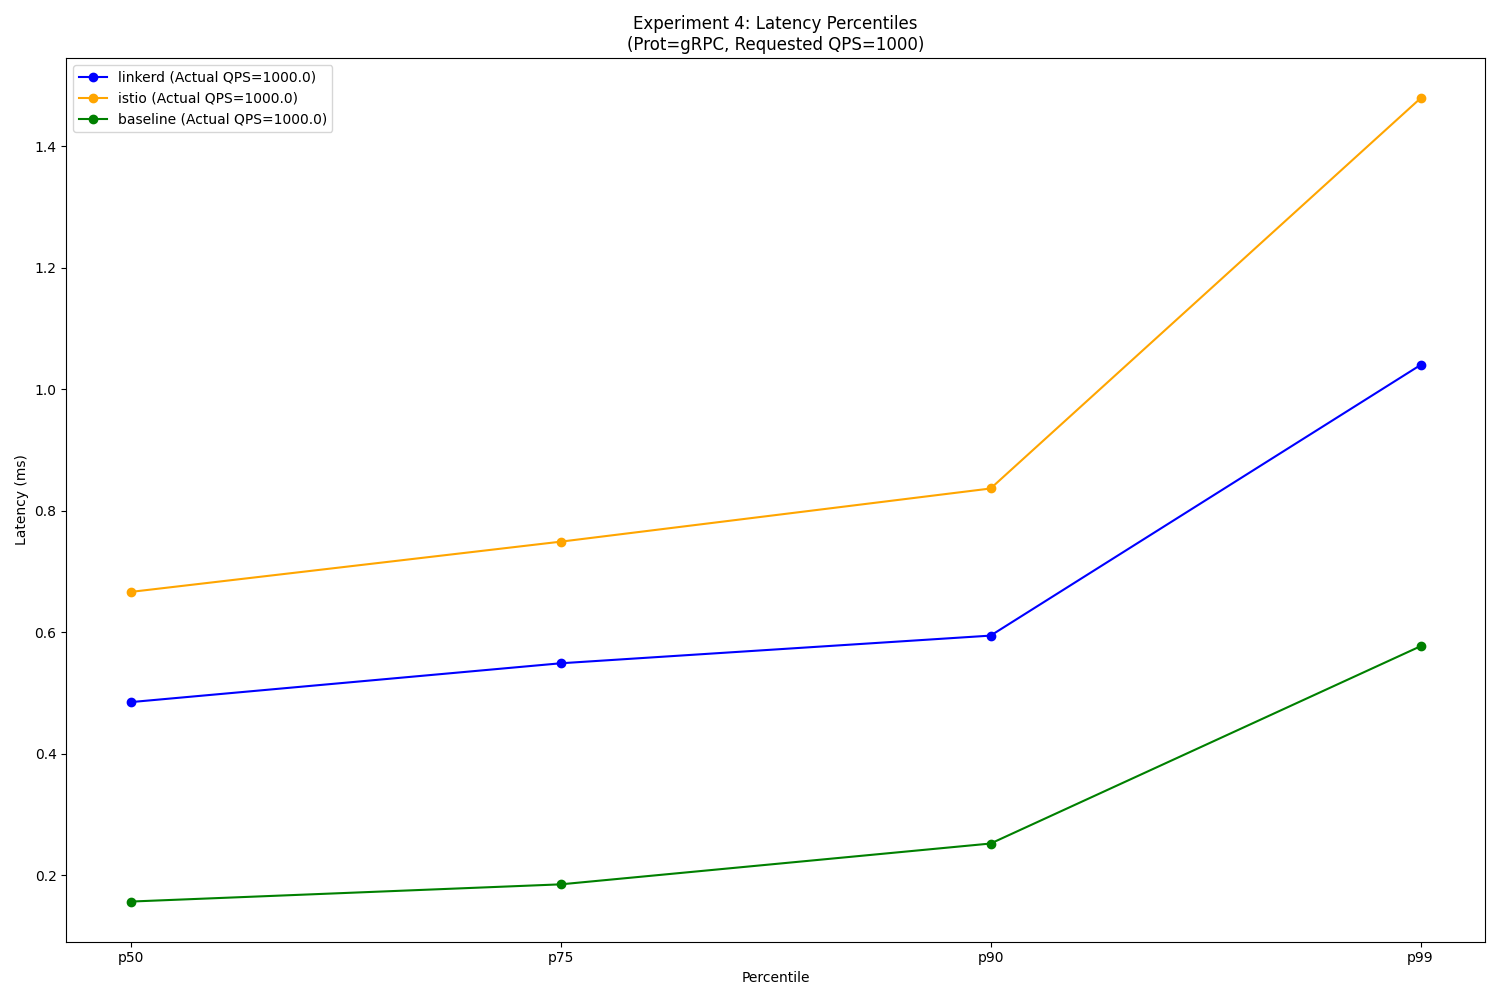 Experiment 4: Latency Percentiles
(Prot=gRPC, Requested QPS=1000)
linkerd (Actual QPS=1000.0)
istio (Actual QPS=1000.0)
baseline (Actual QPS=1000.0)
Latency (ms)
1.4
1.2
1.0
0.8
0.6
0.4
0.2
p50 p75 p90 p99
Percentile